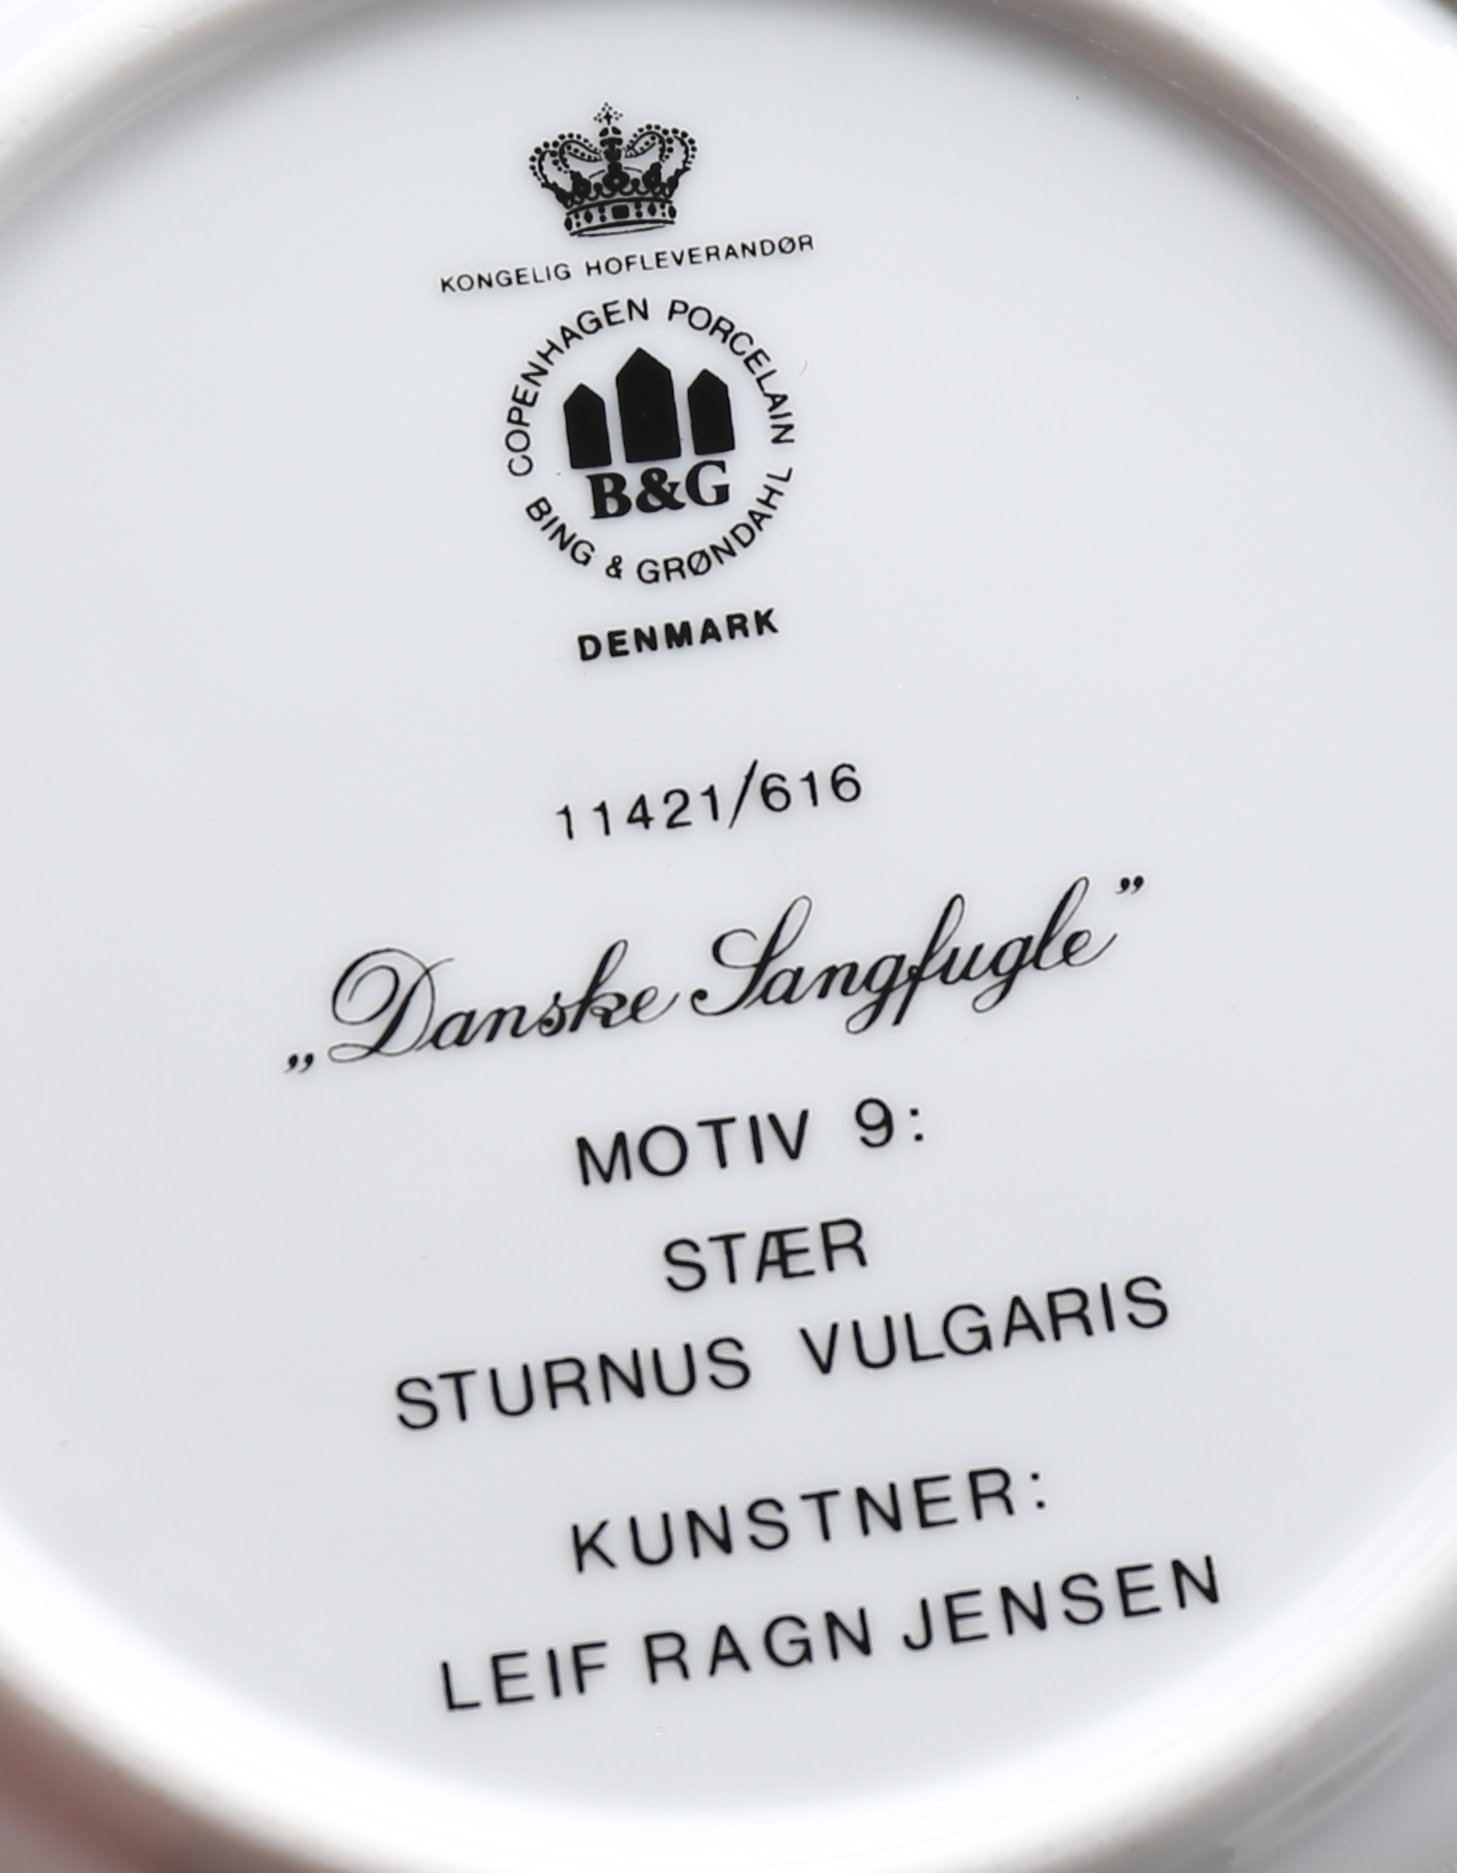 KONGELIG HOFLEVERANDØR
COPENHAGEN PORCELAIN
B&G
BING & GRØNDAHL
DENMARK
11421/616
„Danske Sangfugle”
MOTIV 9:
STÆR
STURNUS VULGARIS
KUNSTNER:
LEIF RAGN JENSEN